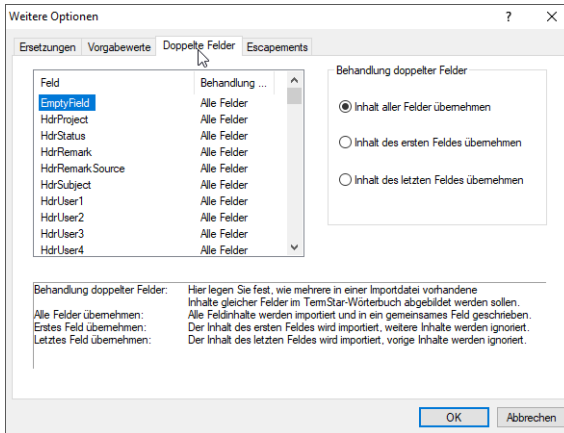 Weitere Optionen
Ersetzungen Vorgabewerte Doppelte Felder Escapements
Feld Behandlung ...
EmptyField Alle Felder
HdrProject Alle Felder
HdrStatus Alle Felder
HdrRemark Alle Felder
HdrRemarkSource Alle Felder
HdrSubject Alle Felder
HdrUser1 Alle Felder
HdrUser2 Alle Felder
HdrUser3 Alle Felder
HdrUser4 Alle Felder
Behandlung doppelter Felder
Inhalt aller Felder übernehmen
Inhalt des ersten Feldes übernehmen
Inhalt des letzten Feldes übernehmen
Behandlung doppelter Felder: Hier legen Sie fest, wie mehrere in einer Importdatei vorhandene
Inhalte gleicher Felder im TermStar-Wörterbuch abgebildet werden sollen.
Alle Felder übernehmen: Alle Feldinhalte werden importiert und in ein gemeinsames Feld geschrieben.
Erstes Feld übernehmen: Der Inhalt des ersten Feldes wird importiert, weitere Inhalte werden ignoriert.
Letztes Feld übernehmen: Der Inhalt des letzten Feldes wird importiert, vorige Inhalte werden ignoriert.
OK Abbrechen